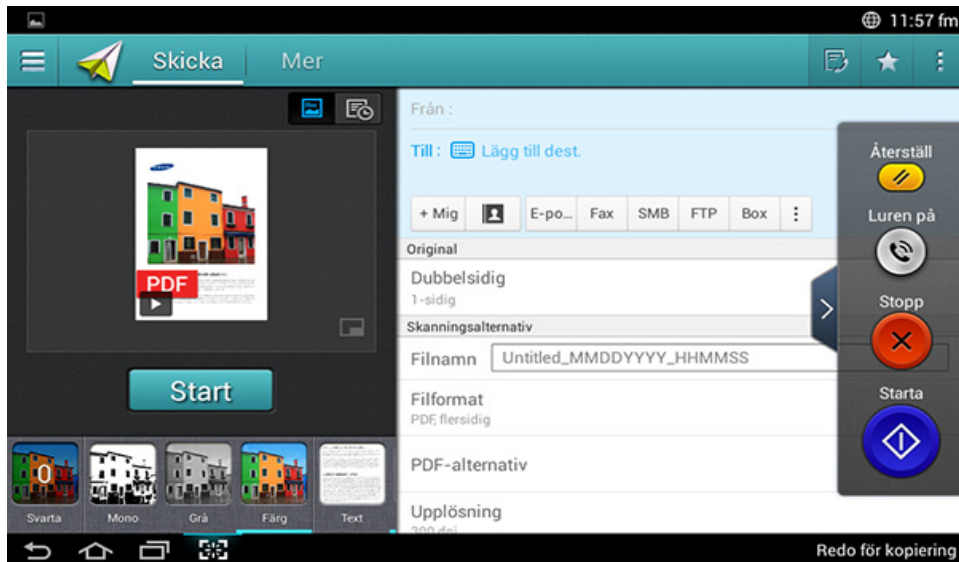 11:57 fm
Skicka
Mer
Från :
Till : Lägg till dest.
+ Mig
E-po...
Fax
SMB
FTP
Box
Original
Dubbelsidig
1-sidig
Skanningsalternativ
Filnamn
Untitled_MMDDYYYY_HHMMSS
Filformat
PDF, flersidig
PDF-alternativ
Upplösning
PDF
Start
0
Svarta
Mono
Grå
Färg
Text
Återställ
Luren på
Stopp
Starta
Redo för kopiering